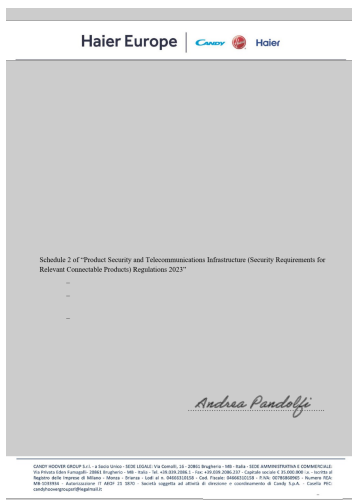 Haier Europe
CANDY
Haier
Schedule 2 of “Product Security and Telecommunications Infrastructure (Security Requirements for
Relevant Connectable Products) Regulations 2023”
–
–
–
Andrea Pandolfi
CANDY HOOVER GROUP S.r.l. - a Socio Unico - SEDE LEGALE: Via Comolli, 16 - 20861 Brugherio - MB - Italia - SEDE AMMINISTRATIVA E COMMERCIALE:
Via Privata Eden Fumagalli- 20861 Brugherio - MB - Italia - Tel. +39.039.2086.1 - Fax: +39.039.2086.237 - Capitale sociale € 35.000.000 i.v. - Iscritta al
Registro delle Imprese di Milano - Monza - Brianza - Lodi al n. 04666310158 - Cod. Fiscale: 04666310158 - P.IVA: 00786860965 - Numero REA:
MB-1033934 - Autorizzazione IT AEOF 21 1870 - Società soggetta ad attività di direzione e coordinamento di Candy S.p.A. - Casella PEC:
candyhoovergroupsrl@legalmail.it